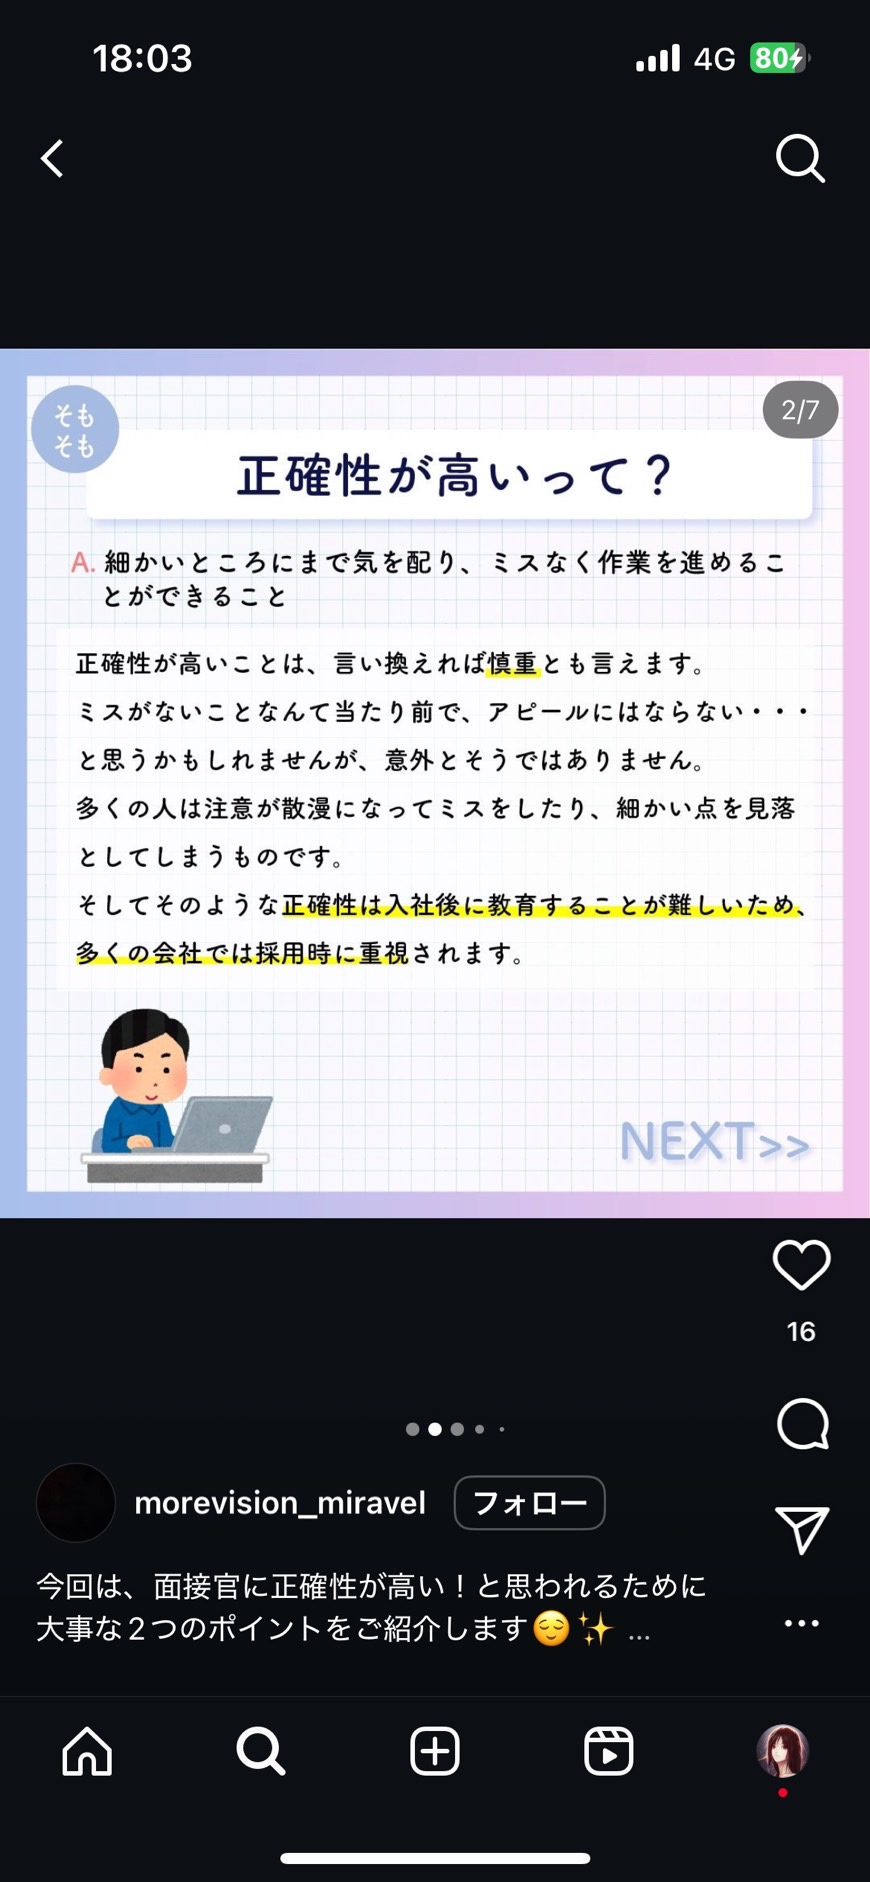 18:03
4G 80
2/7
そも
そも
正確性が高いって？
A. 細かいところにまで気を配り、ミスなく作業を進めるこ
とができること
正確性が高いことは、言い換えれば慎重とも言えます。
ミスがないことなんて当たり前で、アピールにはならない・・・
と思うかもしれませんが、意外とそうではありません。
多くの人は注意が散漫になってミスをしたり、細かい点を見落
としてしまうものです。
そしてそのような正確性は入社後に教育することが難しいため、
多くの会社では採用時に重視されます。
NEXT>>
16
morevision_miravel フォロー
今回は、面接官に正確性が高い！と思われるために
大事な２つのポイントをご紹介します😌✨ ...